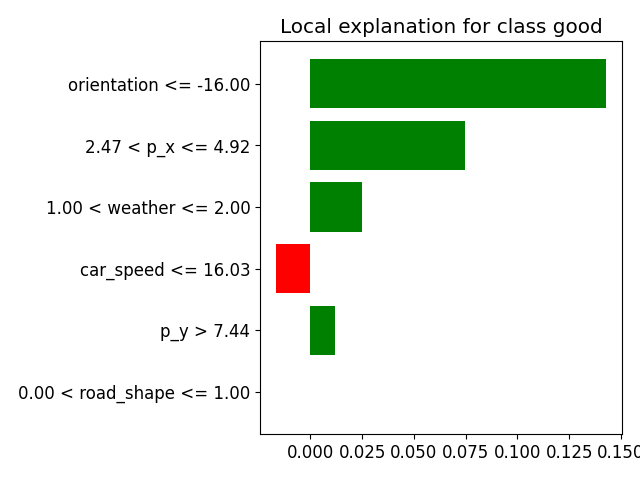 Local explanation for class good
orientation <= -16.00
2.47 < p_x <= 4.92
1.00 < weather <= 2.00
car_speed <= 16.03
p_y > 7.44
0.00 < road_shape <= 1.00
0.000 0.025 0.050 0.075 0.100 0.125 0.150